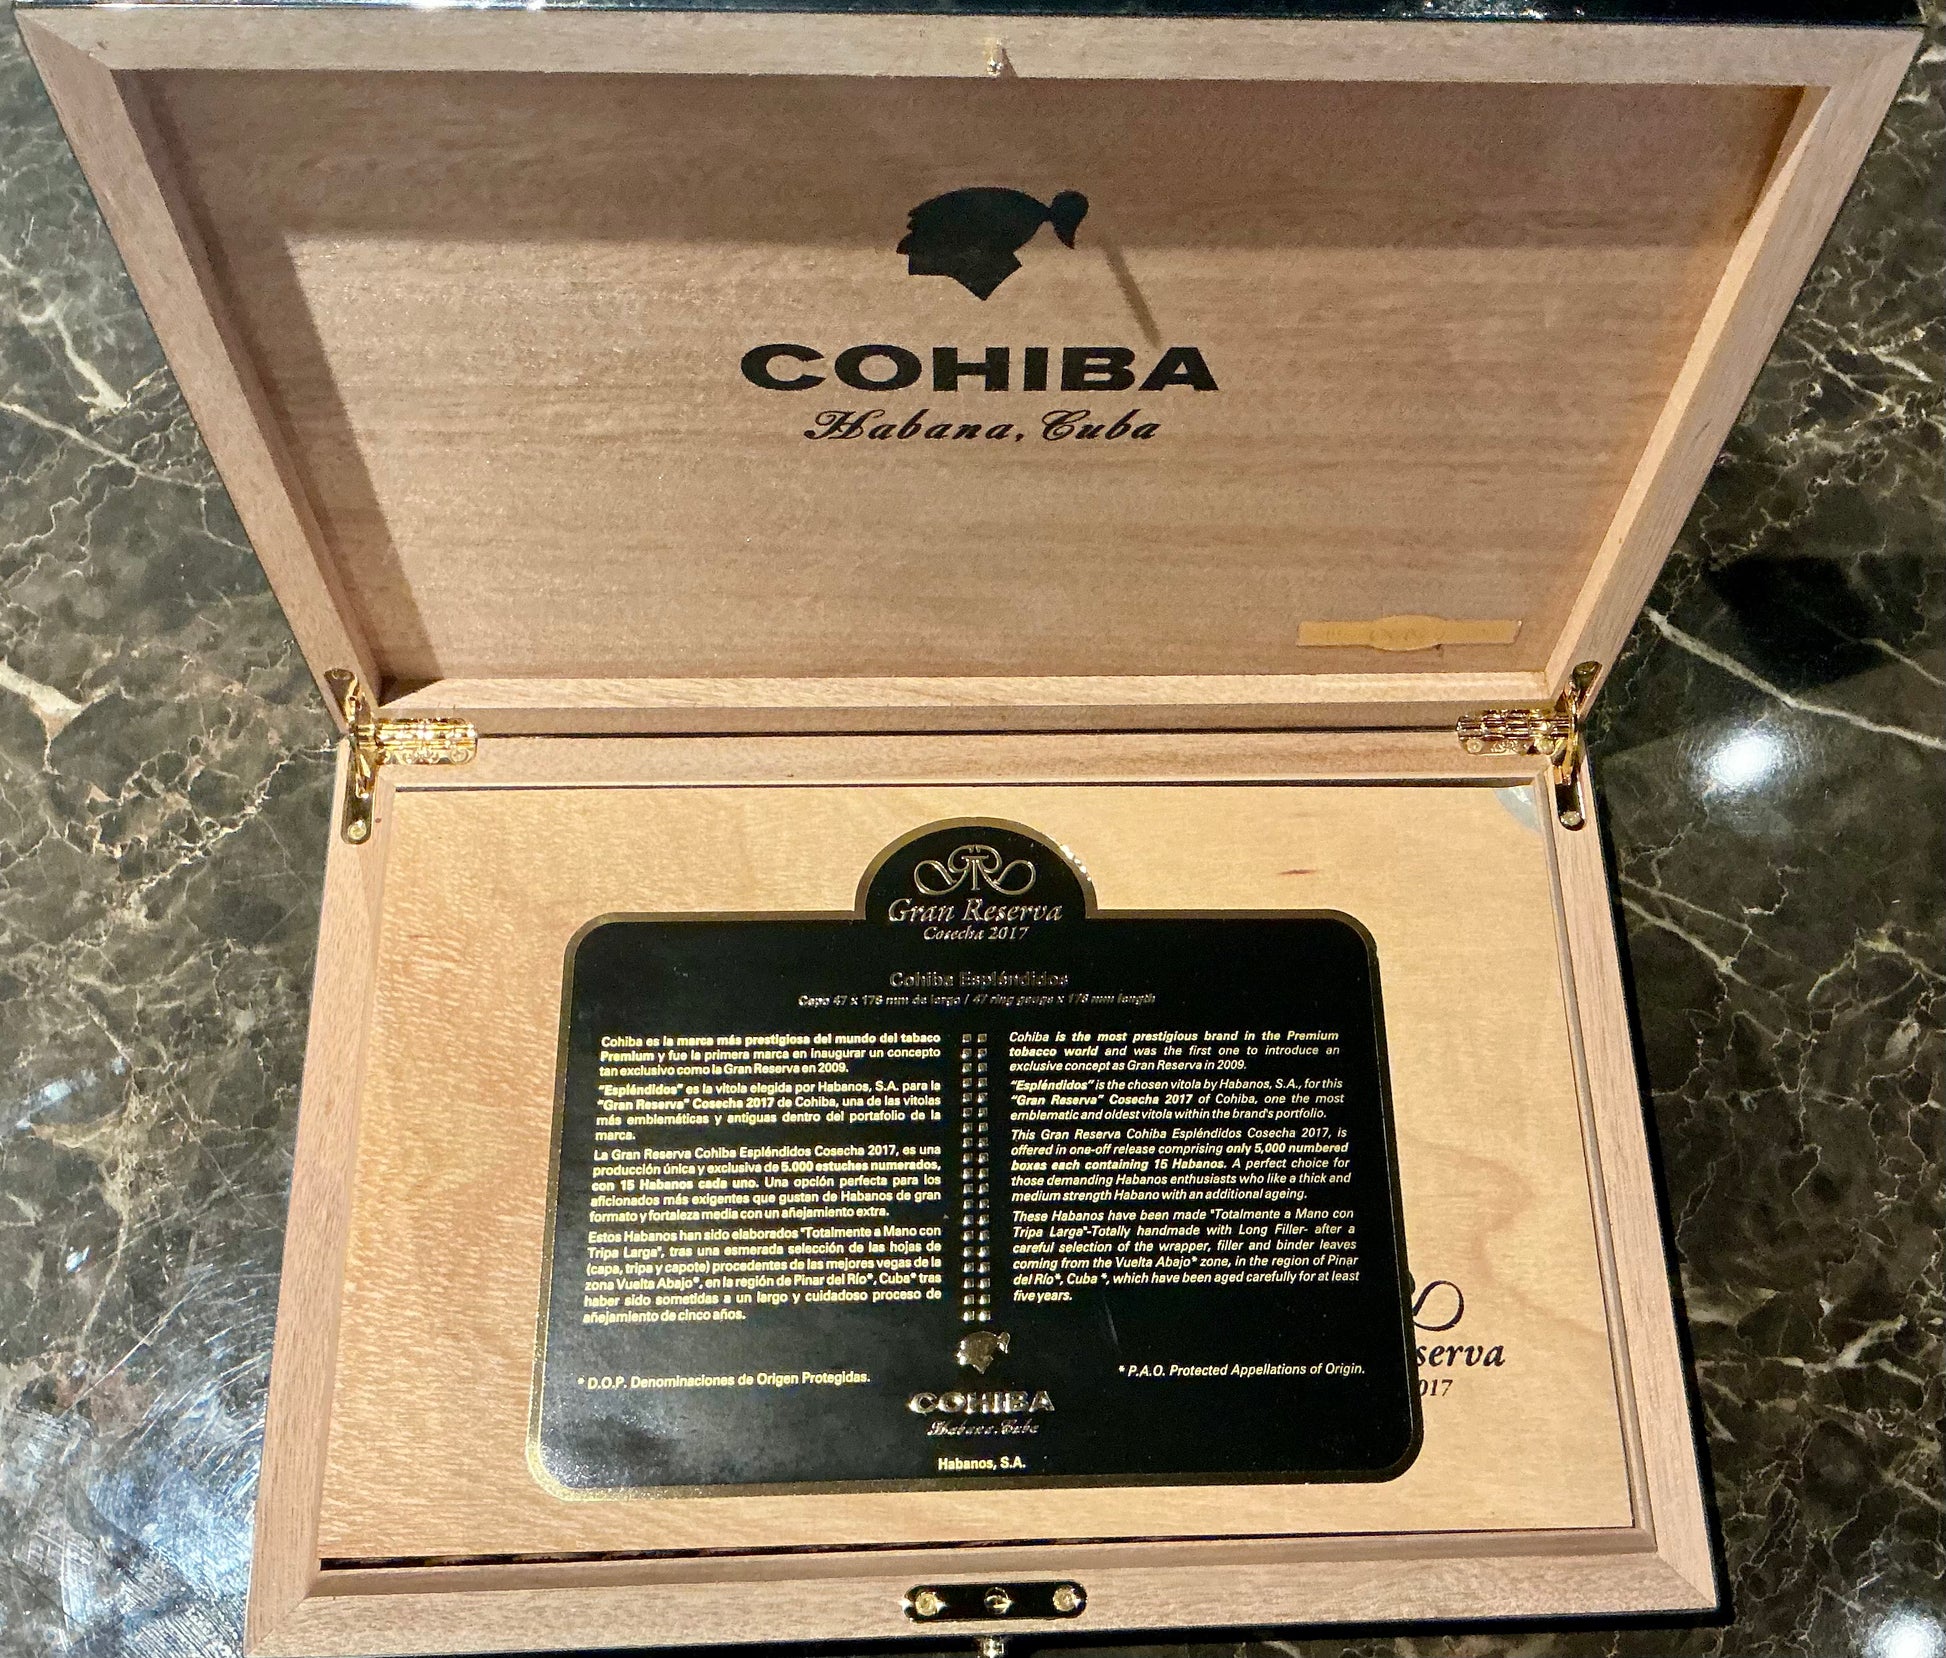 COHIBA
Habana, Cuba
Gran Reserva
Cosecha 2017
Cohiba Espléndidos
Cepo 47 x 178 mm de largo / 47 ring gauge x 178 mm length
Cohiba es la marca más prestigiosa del mundo del tabaco
Premium y fue la primera marca en inaugurar un concepto
tan exclusivo como la Gran Reserva en 2009.
"Espléndidos" es la vitola elegida por Habanos, S.A. para la
"Gran Reserva" Cosecha 2017 de Cohiba, una de las vitolas
más emblemáticas y antiguas dentro del portafolio de la
marca.
La Gran Reserva Cohiba Espléndidos Cosecha 2017, es una
producción única y exclusiva de 5.000 estuches numerados,
con 15 Habanos cada uno. Una opción perfecta para los
aficionados más exigentes que gustan de Habanos de gran
formato y fortaleza media con un añejamiento extra.
Estos Habanos han sido elaborados "Totalmente a Mano con
Tripa Larga", tras una esmerada selección de las hojas de
(capa, tripa y capote) procedentes de las mejores vegas de la
zona Vuelta Abajo*, en la región de Pinar del Río*, Cuba* tras
haber sido sometidas a un largo y cuidadoso proceso de
añejamiento de cinco años.
* D.O.P. Denominaciones de Origen Protegidas.
Cohiba is the most prestigious brand in the Premium
tobacco world and was the first one to introduce an
exclusive concept as Gran Reserva in 2009.
"Espléndidos" is the chosen vitola by Habanos, S.A., for this
"Gran Reserva" Cosecha 2017 of Cohiba, one the most
emblematic and oldest vitola within the brand's portfolio.
This Gran Reserva Cohiba Espléndidos Cosecha 2017, is
offered in one-off release comprising only 5,000 numbered
boxes each containing 15 Habanos. A perfect choice for
those demanding Habanos enthusiasts who like a thick and
medium strength Habano with an additional ageing.
These Habanos have been made "Totalmente a Mano con
Tripa Larga"-Totally handmade with Long Filler- after a
careful selection of the wrapper, filler and binder leaves
coming from the Vuelta Abajo* zone, in the region of Pinar
del Río*, Cuba *, which have been aged carefully for at least
five years.
* P.A.O. Protected Appellations of Origin.
COHIBA
Habana, Cuba
Habanos, S.A.
serva
017